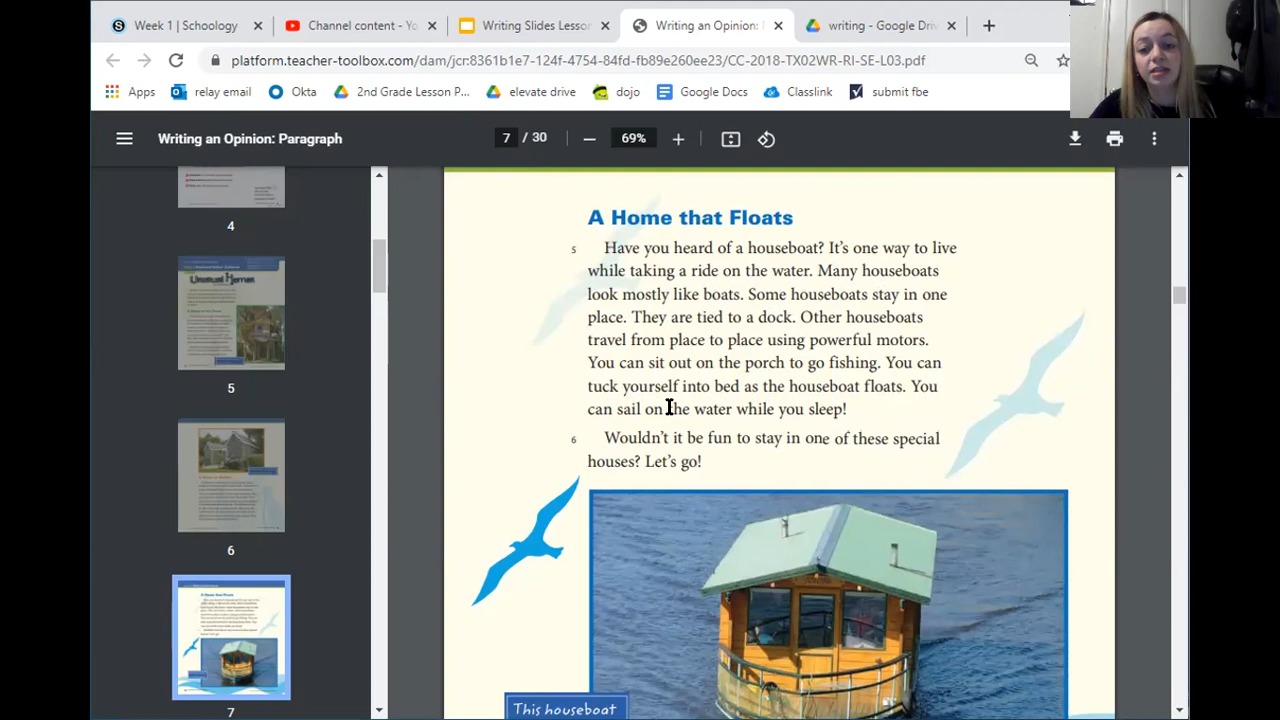 Week 1 | Schoology
Channel content - Yo
Writing Slides Lesson
Writing an Opinion:
writing - Google Driv
platform.teacher-toolbox.com/dam/jcr:8361b1e7-124f-4754-84fd-fb89e260ee23/CC-2018-TX02WR-RI-SE-L03.pdf
Apps
relay email
Okta
2nd Grade Lesson P...
elevate drive
dojo
Google Docs
Classlink
submit fbe
Writing an Opinion: Paragraph
7 / 30
69%
4
Unusual Homes
5
6
7
A Home that Floats
5 Have you heard of a houseboat? It's one way to live
while taking a ride on the water. Many houseboats
look mostly like boats. Some houseboats stay in one
place. They are tied to a dock. Other houseboats
travel from place to place using powerful motors.
You can sit out on the porch to go fishing. You can
tuck yourself into bed as the houseboat floats. You
can sail on the water while you sleep!
6 Wouldn't it be fun to stay in one of these special
houses? Let's go!
This houseboat